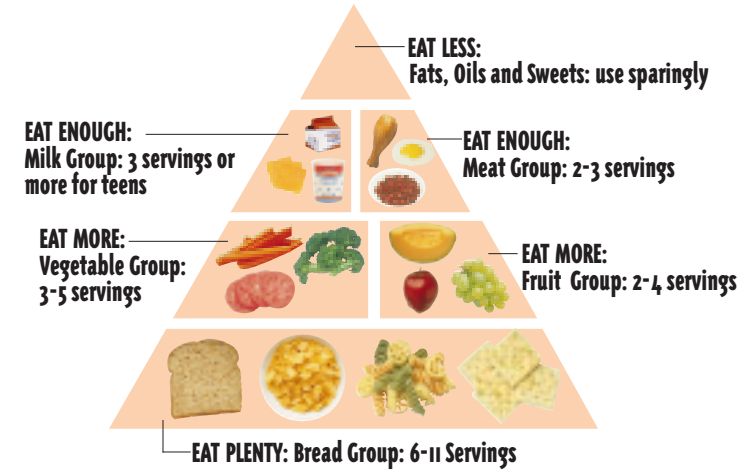 EAT LESS:
Fats, Oils and Sweets: use sparingly
EAT ENOUGH:
Milk Group: 3 servings or
more for teens
EAT ENOUGH:
Meat Group: 2-3 servings
EAT MORE:
Vegetable Group:
3-5 servings
EAT MORE:
Fruit Group: 2-4 servings
EAT PLENTY: Bread Group: 6-11 Servings